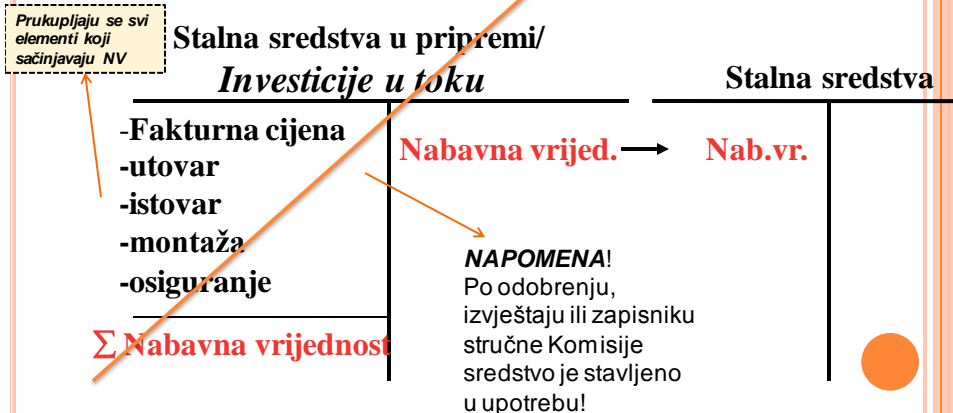 Prukupljaju se svi
elementi koji
sačinjavaju NV
Stalna sredstva u pripremi/
Investicije u toku
Stalna sredstva
-Fakturna cijena
-utovar
-istovar
-montaža
-osiguranje
∑ Nabavna vrijednost
Nabavna vrijed.
Nab.vr.
NAPOMENA!
Po odobrenju,
izvještaju ili zapisniku
stručne Komisije
sredstvo je stavljeno
u upotrebu!